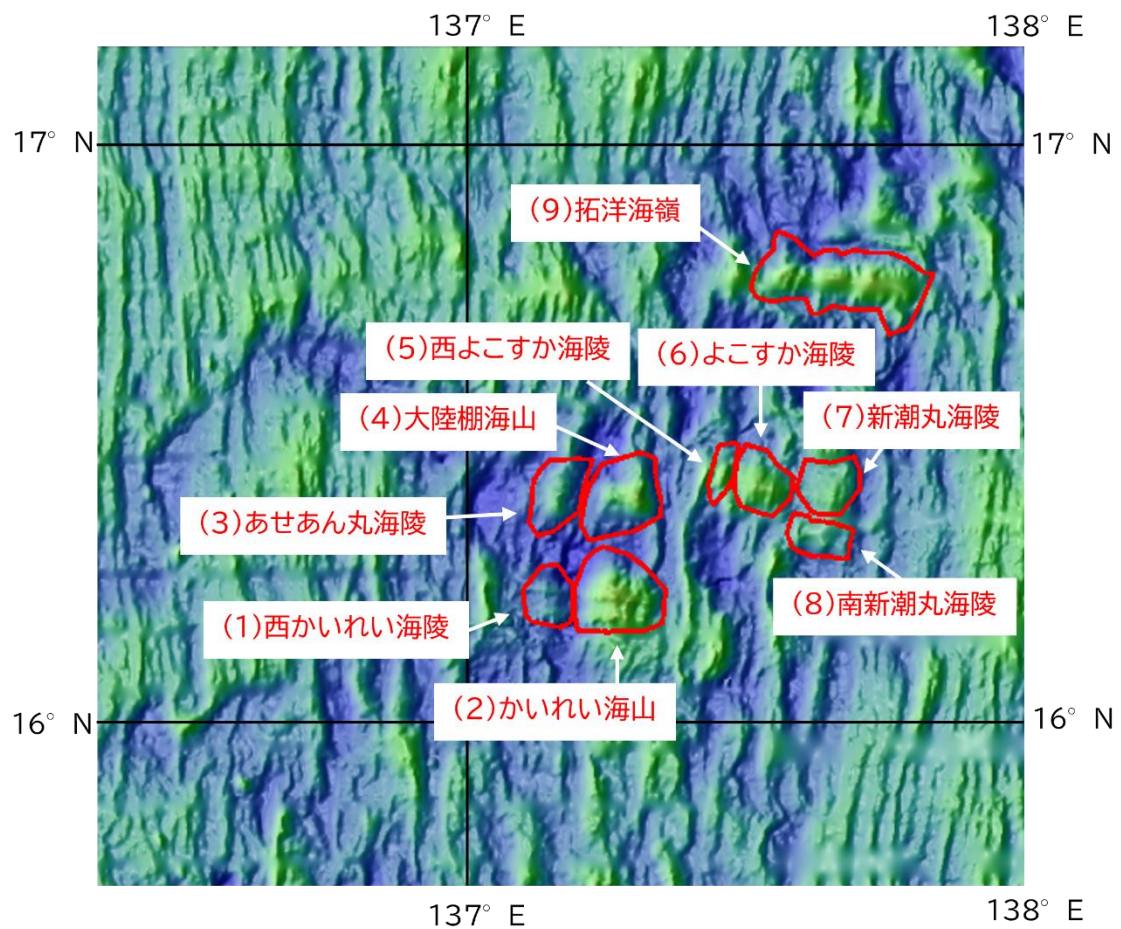 137° E
138° E
17° N
17° N
(9)拓洋海嶺
(5)西よこすか海陵
(6)よこすか海陵
(4)大陸棚海山
(7)新潮丸海陵
(3)あせあん丸海陵
(8)南新潮丸海陵
(1)西かいれい海陵
(2)かいれい海山
16° N
16° N
137° E
138° E